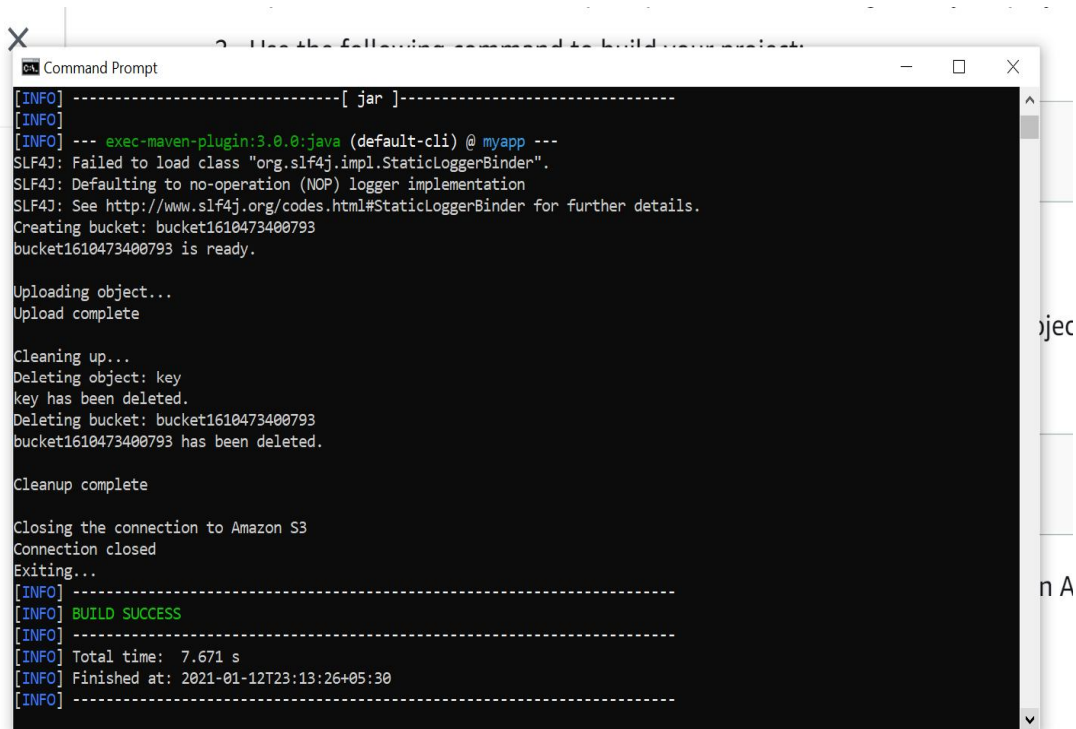 2. Use the following command to build your project:
Command Prompt
[INFO] --------------------------------[ jar ]---------------------------------
[INFO]
[INFO] --- exec-maven-plugin:3.0.0:java (default-cli) @ myapp ---
SLF4J: Failed to load class "org.slf4j.impl.StaticLoggerBinder".
SLF4J: Defaulting to no-operation (NOP) logger implementation
SLF4J: See http://www.slf4j.org/codes.html#StaticLoggerBinder for further details.
Creating bucket: bucket1610473400793
bucket1610473400793 is ready.
Uploading object...
Upload complete
Cleaning up...
Deleting object: key
key has been deleted.
Deleting bucket: bucket1610473400793
bucket1610473400793 has been deleted.
Cleanup complete
Closing the connection to Amazon S3
Connection closed
Exiting...
[INFO] ------------------------------------------------------------------------
[INFO] BUILD SUCCESS
[INFO] ------------------------------------------------------------------------
[INFO] Total time:  7.671 s
[INFO] Finished at: 2021-01-12T23:13:26+05:30
[INFO] ------------------------------------------------------------------------